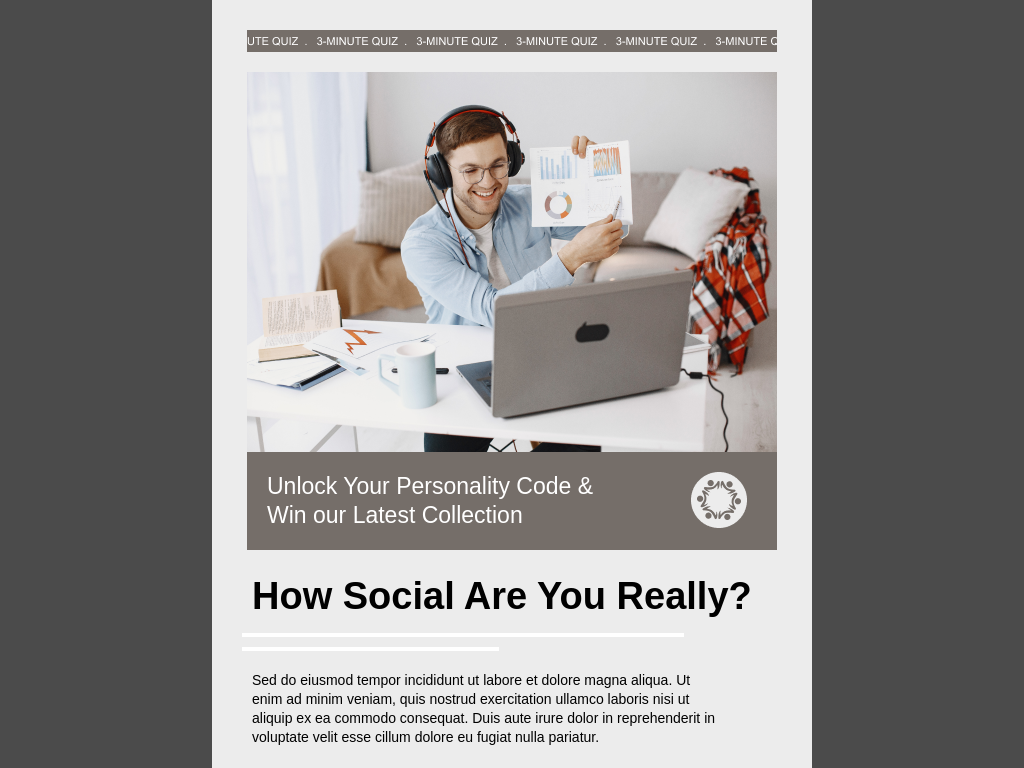 UTE QUIZ . 3-MINUTE QUIZ . 3-MINUTE QUIZ . 3-MINUTE QUIZ . 3-MINUTE QUIZ . 3-MINUTE Q
Unlock Your Personality Code &
Win our Latest Collection
How Social Are You Really?
Sed do eiusmod tempor incididunt ut labore et dolore magna aliqua. Ut
enim ad minim veniam, quis nostrud exercitation ullamco laboris nisi ut
aliquip ex ea commodo consequat. Duis aute irure dolor in reprehenderit in
voluptate velit esse cillum dolore eu fugiat nulla pariatur.